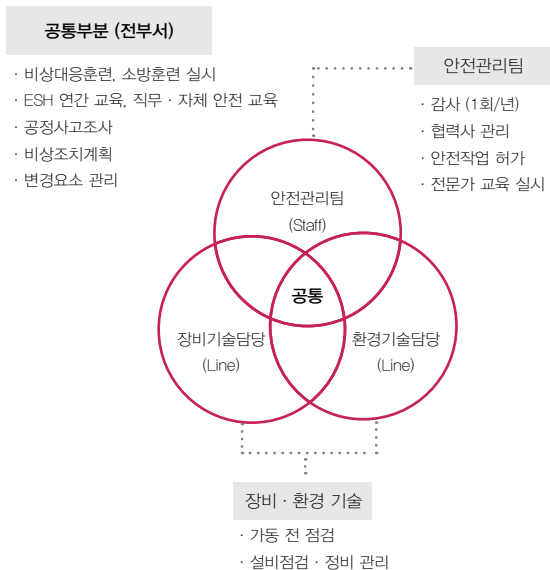 공통부분 (전부서)
· 비상대응훈련, 소방훈련 실시
· ESH 연간 교육, 직무 · 자체 안전 교육
· 공정사고조사
· 비상조치계획
· 변경요소 관리
안전관리팀
· 감사 (1회/년)
· 협력사 관리
· 안전작업 허가
· 전문가 교육 실시
안전관리팀
(Staff)
공통
장비기술담당
(Line)
환경기술담당
(Line)
장비 · 환경 기술
· 가동 전 점검
· 설비점검 · 정비 관리